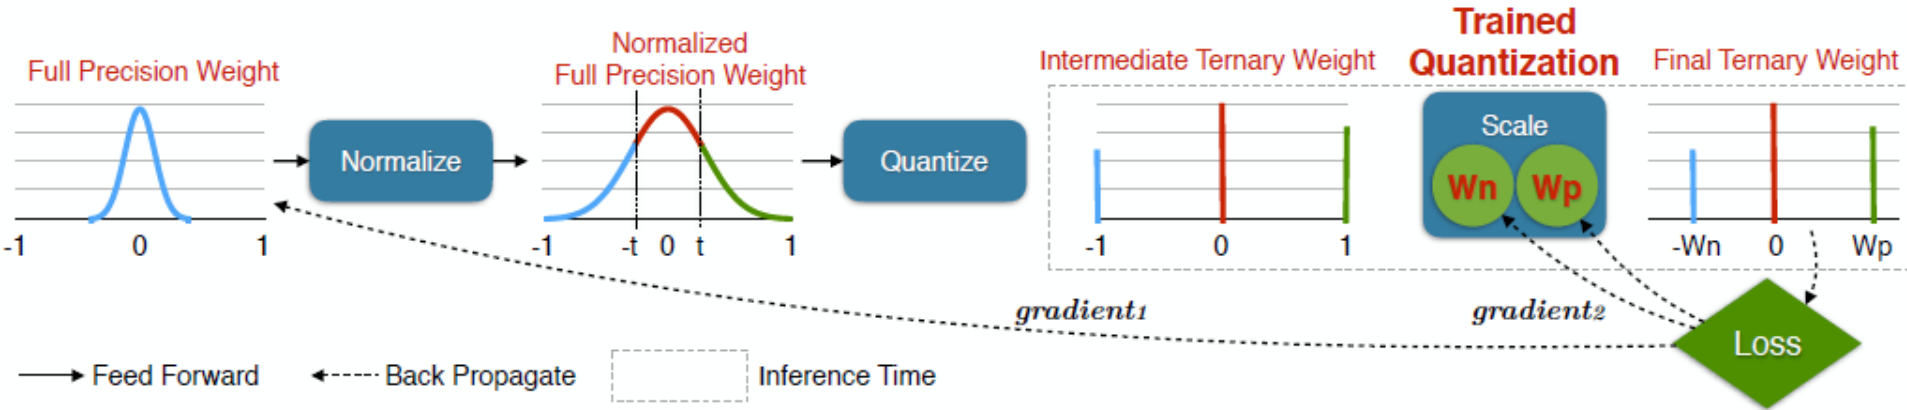 Full Precision Weight
Normalized
Full Precision Weight
Intermediate Ternary Weight
Trained
Quantization
Final Ternary Weight
Normalize
Quantize
Scale
Wn Wp
-1 0 1
-1 -t 0 t 1
-1 0 1
-Wn 0 Wp
gradient1
gradient2
Loss
Feed Forward
Back Propagate
Inference Time